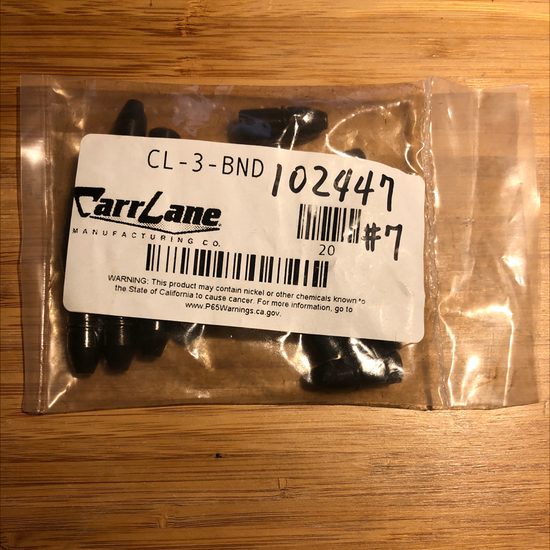 CL-3-BND 102447
CarrLane
MANUFACTURING CO.
20
#7
WARNING: This product may contain nickel or other chemicals known to
the State of California to cause cancer. For more information, go to
www.P65Warnings.ca.gov.